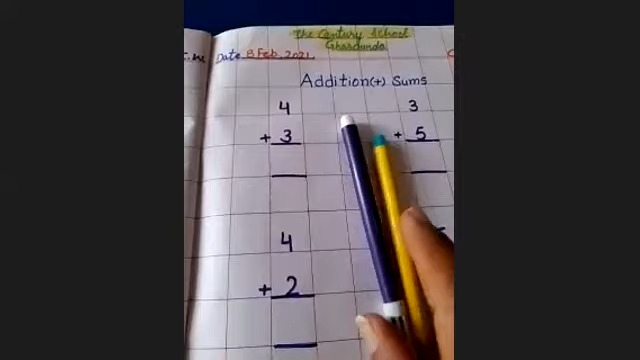 The Century School
Gharaunda
Date 8 Feb, 2021
Addition(+) Sums
4
+ 3
3
+ 5
4
+ 2